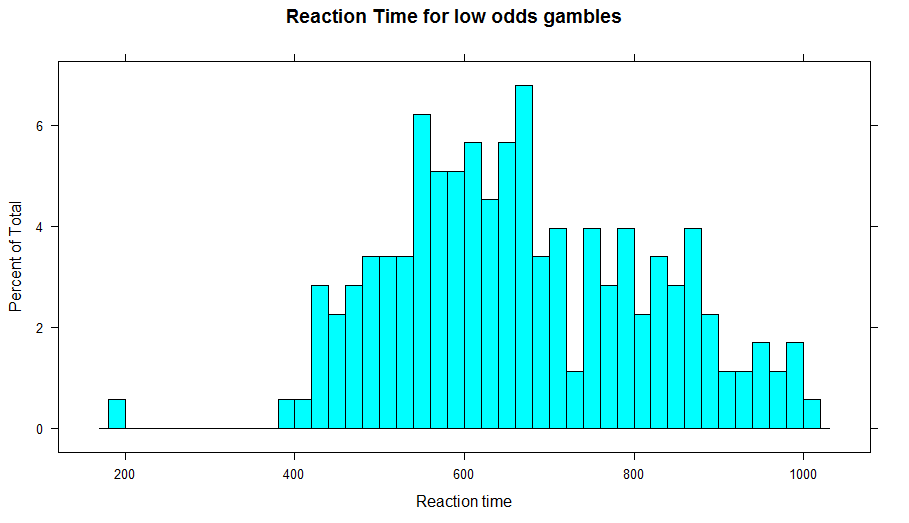 Reaction Time for low odds gambles
6
4
2
0
Percent of Total
200 400 600 800 1000
Reaction time